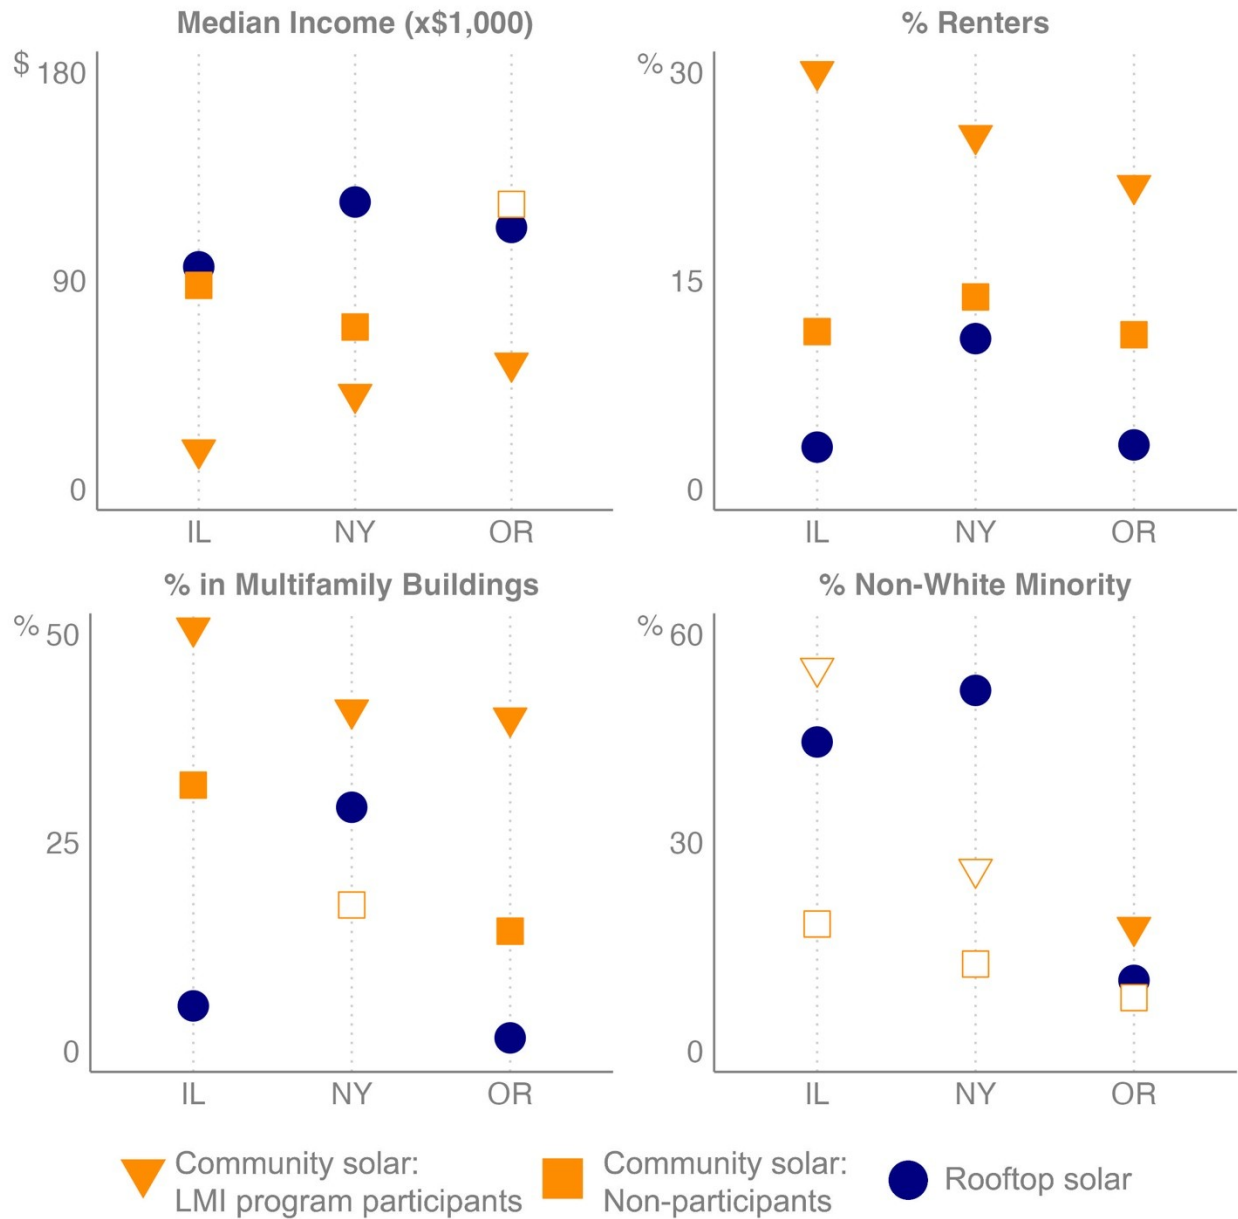 Median Income (x$1,000)
$ 180
90
0
IL NY OR
% Renters
% 30
15
0
IL NY OR
% in Multifamily Buildings
% 50
25
0
IL NY OR
% Non-White Minority
% 60
30
0
IL NY OR
Community solar:
LMI program participants
Community solar:
Non-participants
Rooftop solar